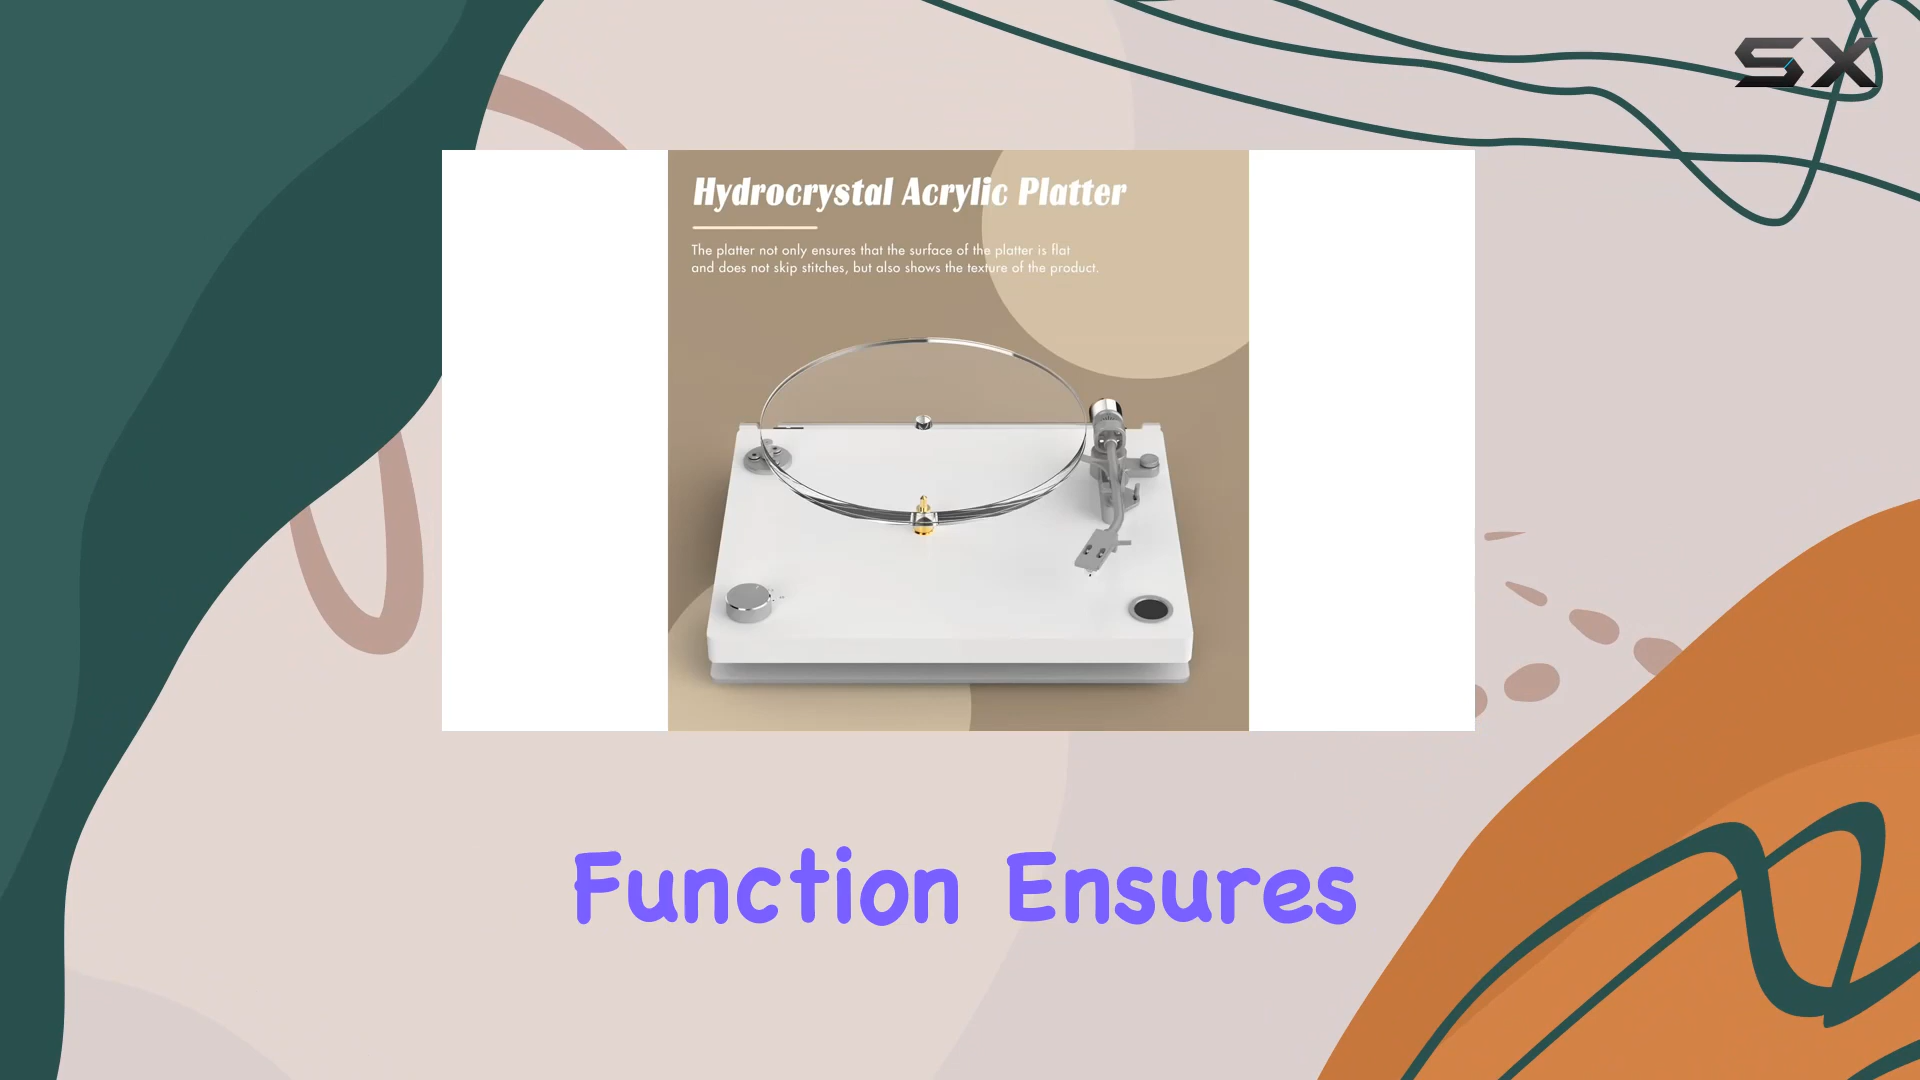 SX
Hydrocrystal Acrylic Platter
The platter not only ensures that the surface of the platter is flat
and does not skip stitches, but also shows the texture of the product.
Function Ensures